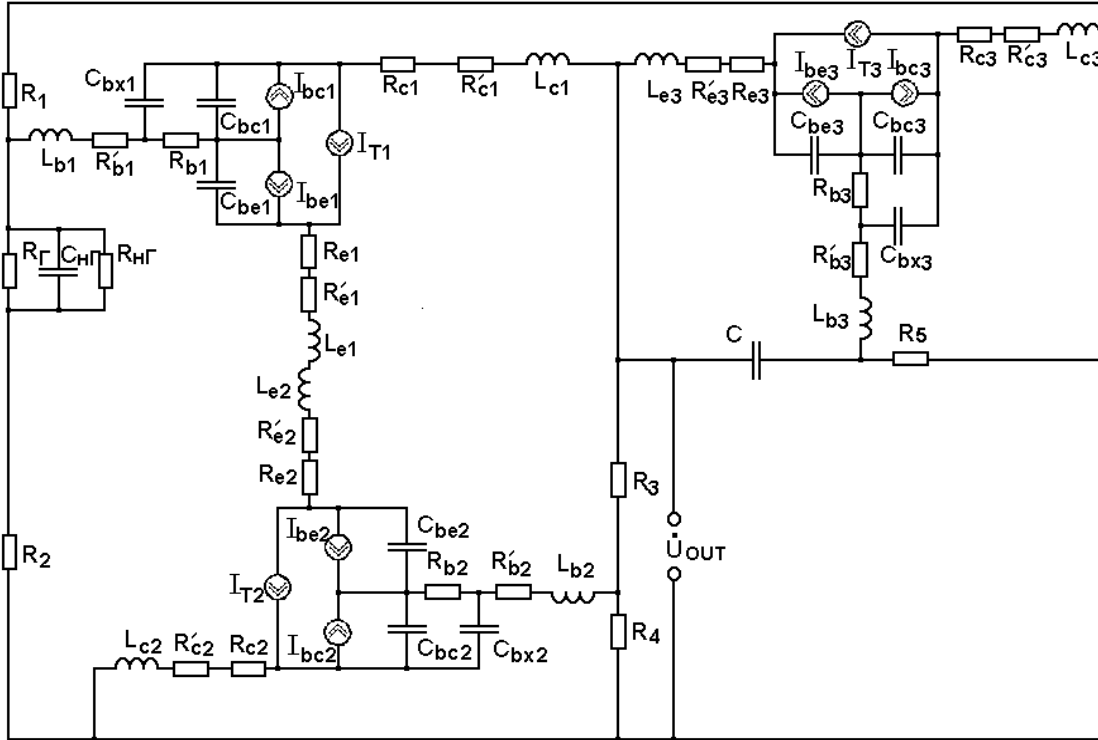 R1
Cbx1
Lb1
R′b1
Rb1
Cbc1
Ibc1
Cbe1
Ibe1
IT1
Rc1
R′c1
Lc1
Le3
R′e3
Re3
IT3
Ibe3
Ibc3
Rc3
R′c3
Lc3
Cbe3
Cbc3
Rb3
Cbx3
R′b3
Lb3
RГ
CНГ
RНГ
Re1
R′e1
Le1
Le2
R′e2
Re2
C
R5
R3
U̇OUT
R2
Ibe2
Cbe2
IT2
Rb2
R′b2
Lb2
Ibc2
Cbc2
Cbx2
R4
Lc2
R′c2
Rc2